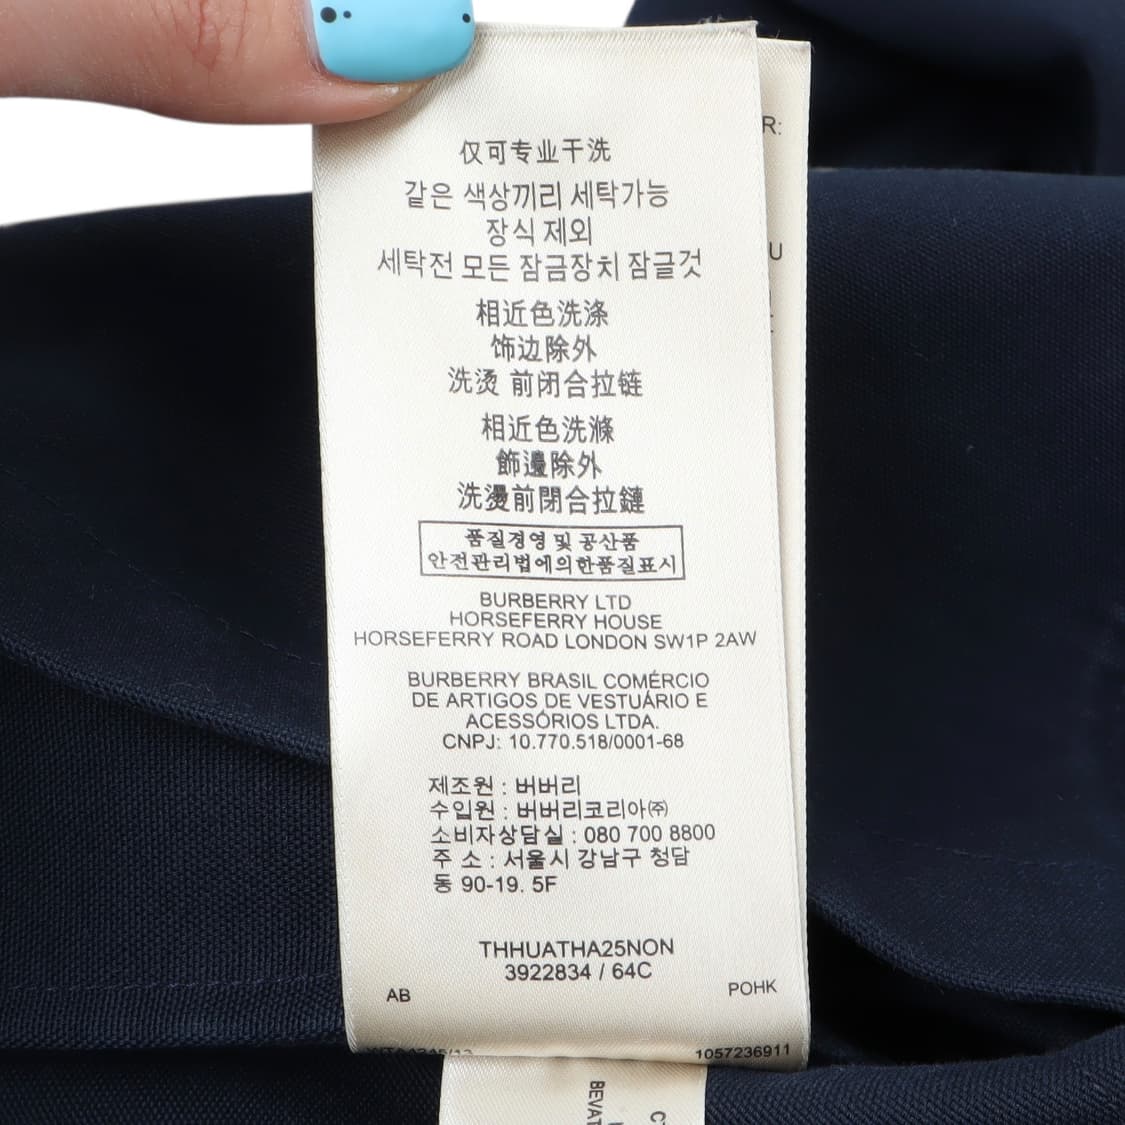 仅可专业干洗
같은 색상끼리 세탁가능
장식 제외
세탁전 모든 잠금장치 잠글것
相近色洗涤
饰边除外
洗烫 前闭合拉链
相近色洗滌
飾邊除外
洗燙前閉合拉鏈
품질경영 및 공산품
안전관리법에의한품질표시
BURBERRY LTD
HORSEFERRY HOUSE
HORSEFERRY ROAD LONDON SW1P 2AW
BURBERRY BRASIL COMÉRCIO
DE ARTIGOS DE VESTUÁRIO E
ACESSÓRIOS LTDA.
CNPJ: 10.770.518/0001-68
제조원 : 버버리
수입원 : 버버리코리아㈜
소비자상담실 : 080 700 8800
주 소 : 서울시 강남구 청담
동 90-19. 5F
THHUATHA25NON
3922834 / 64C
AB
POHK
1057236911
R:
U
BEVAT